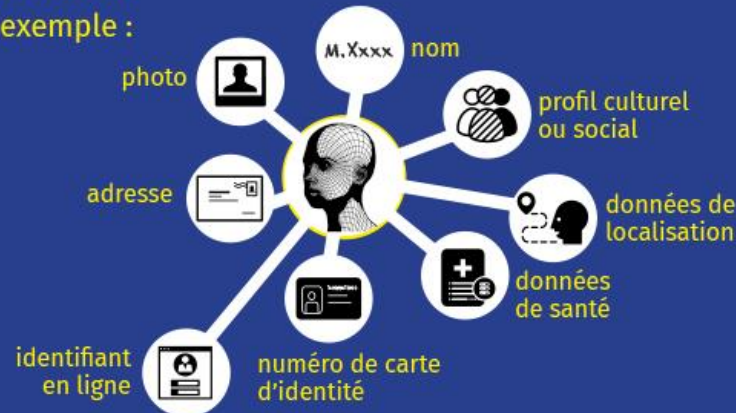 exemple :
M.Xxxx
nom
photo
profil culturel
ou social
adresse
données de
localisation
données
de santé
identifiant
en ligne
numéro de carte
d'identité